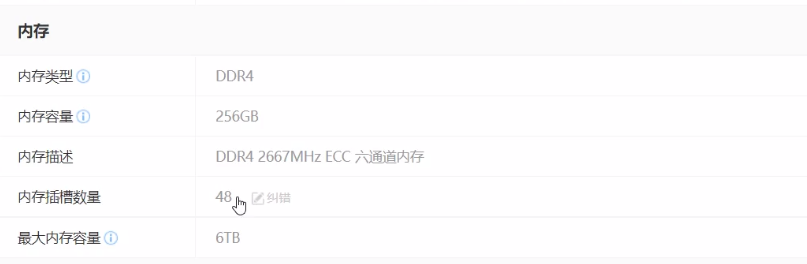 内存
内存类型 DDR4
内存容量 256GB
内存描述 DDR4 2667MHz ECC 六通道内存
内存插槽数量 48 纠错
最大内存容量 6TB